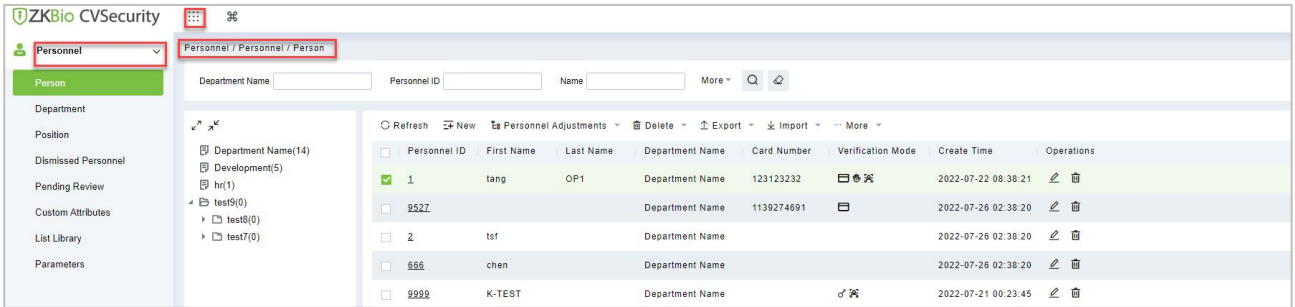 ZKBio CVSecurity
Personnel
Personnel / Personnel / Person
Person
Department Name
Personnel ID
Name
More
Department
Position
Dismissed Personnel
Pending Review
Custom Attributes
List Library
Parameters
Department Name(14)
Development(5)
hr(1)
test9(0)
test8(0)
test7(0)
Refresh New Personnel Adjustments Delete Export Import ··· More
Personnel ID First Name Last Name Department Name Card Number Verification Mode Create Time Operations
1 tang OP1 Department Name 123123232 2022-07-22 08:38:21
9527 Department Name 1139274691 2022-07-26 02:38:20
2 tsf Department Name 2022-07-26 02:38:20
666 chen Department Name 2022-07-26 02:38:20
9999 K-TEST Department Name 2022-07-21 00:23:45